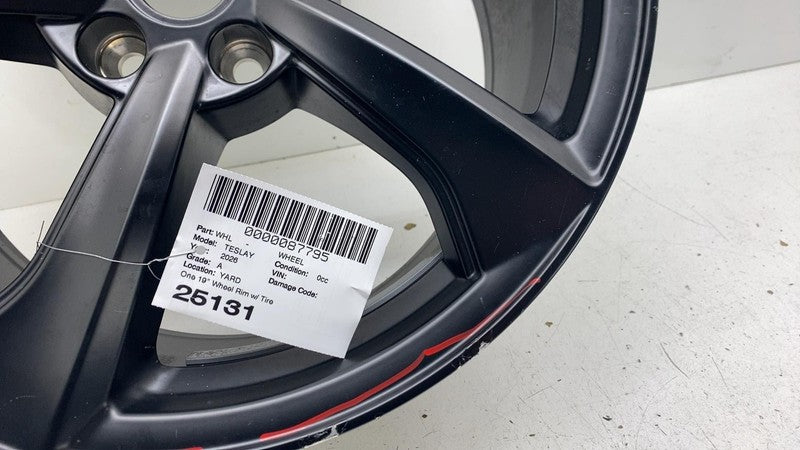 0000087795
Part: WHL - WHEEL
Model: TESLAY Condition: 0cc
2026 VIN:
Grade: A Damage Code:
Location: YARD
One 19" Wheel Rim w/ Tire
25131